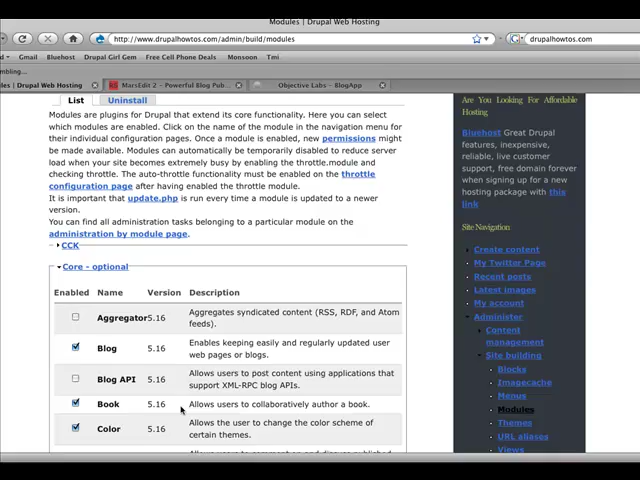 Modules | Drupal Web Hosting
http://www.drupalhowtos.com/admin/build/modules
drupalhowtos.com
Gmail Bluehost Drupal Girl Gem Free Cell Phone Deals Monsoon Tmi
Modules | Drupal Web Hosting MarsEdit 2 – Powerful Blog Pub... Objective Labs – BlogApp
List Uninstall
Modules are plugins for Drupal that extend its core functionality. Here you can select
which modules are enabled. Click on the name of the module in the navigation menu for
their individual configuration pages. Once a module is enabled, new permissions
might be made available. Modules can automatically be temporarily disabled to reduce server
load when your site becomes extremely busy by enabling the throttle.module and
checking throttle. The auto-throttle functionality must be enabled on the throttle
configuration page after having enabled the throttle module.
It is important that update.php is run every time a module is updated to a newer
version.
You can find all administration tasks belonging to a particular module on the
administration by module page.
CCK
Core - optional
Enabled Name Version Description
Aggregator 5.16 Aggregates syndicated content (RSS, RDF, and Atom
feeds).
Blog 5.16 Enables keeping easily and regularly updated user
web pages or blogs.
Blog API 5.16 Allows users to post content using applications that
support XML-RPC blog APIs.
Book 5.16 Allows users to collaboratively author a book.
Color 5.16 Allows the user to change the color scheme of
certain themes.
Are You Looking For Affordable
Hosting
Bluehost Great Drupal
features, inexpensive,
reliable, live customer
support, free domain forever
when signing up for a new
hosting package with this
link
Site Navigation
Create content
My Twitter Page
Recent posts
Latest images
My account
Administer
Content
management
Site building
Blocks
Imagecache
Menus
Modules
Themes
URL aliases
Views